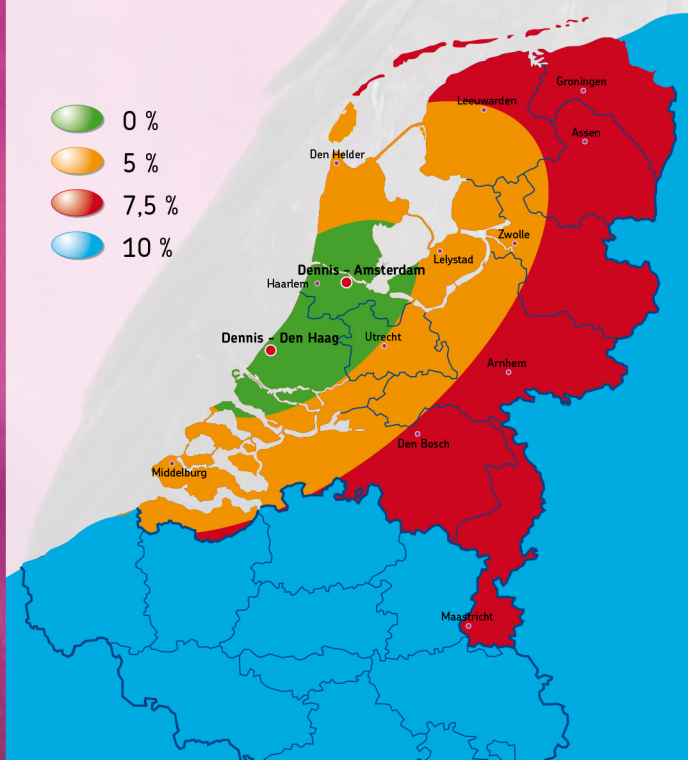 0 %
5 %
7,5 %
10 %
Groningen
Leeuwarden
Assen
Den Helder
Zwolle
Lelystad
Dennis - Amsterdam
Haarlem
Dennis - Den Haag
Utrecht
Arnhem
Den Bosch
Middelburg
Maastricht